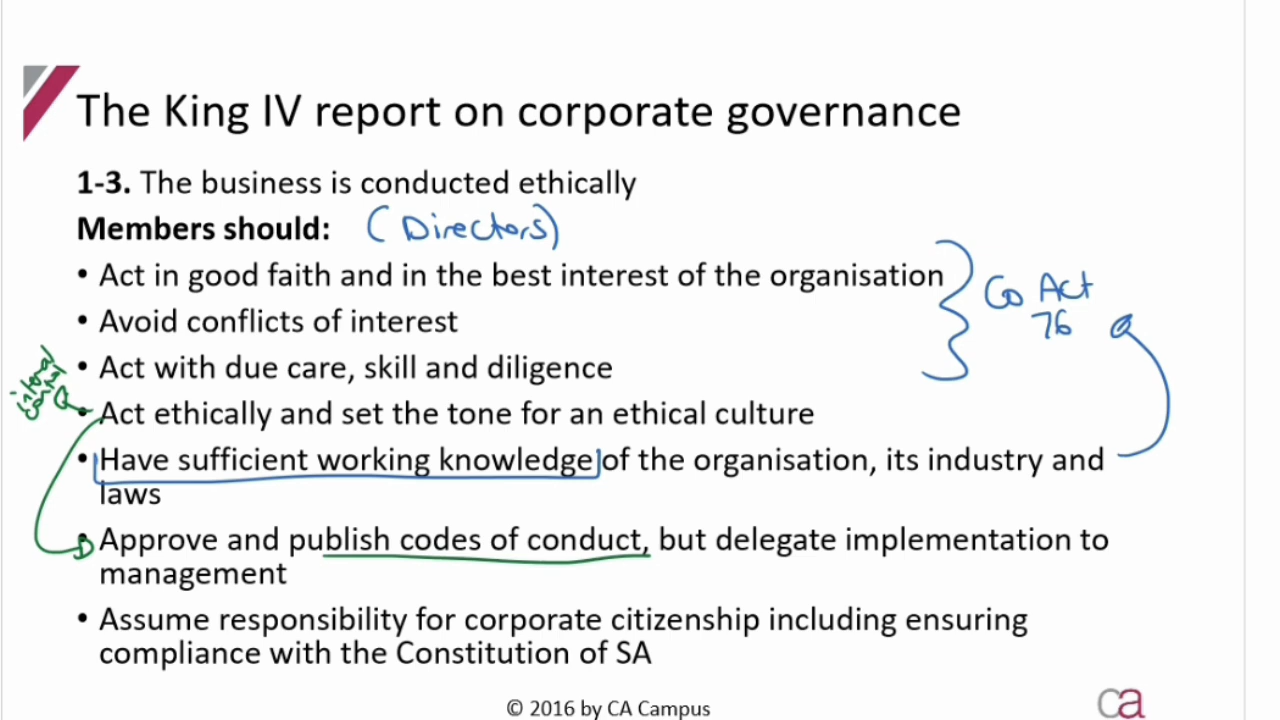 The King IV report on corporate governance
1-3. The business is conducted ethically
Members should: (Directors)
• Act in good faith and in the best interest of the organisation
Co Act
76
• Avoid conflicts of interest
• Act with due care, skill and diligence
• Act ethically and set the tone for an ethical culture
• Have sufficient working knowledge of the organisation, its industry and
laws
• Approve and publish codes of conduct, but delegate implementation to
management
• Assume responsibility for corporate citizenship including ensuring
compliance with the Constitution of SA
© 2016 by CA Campus
ca